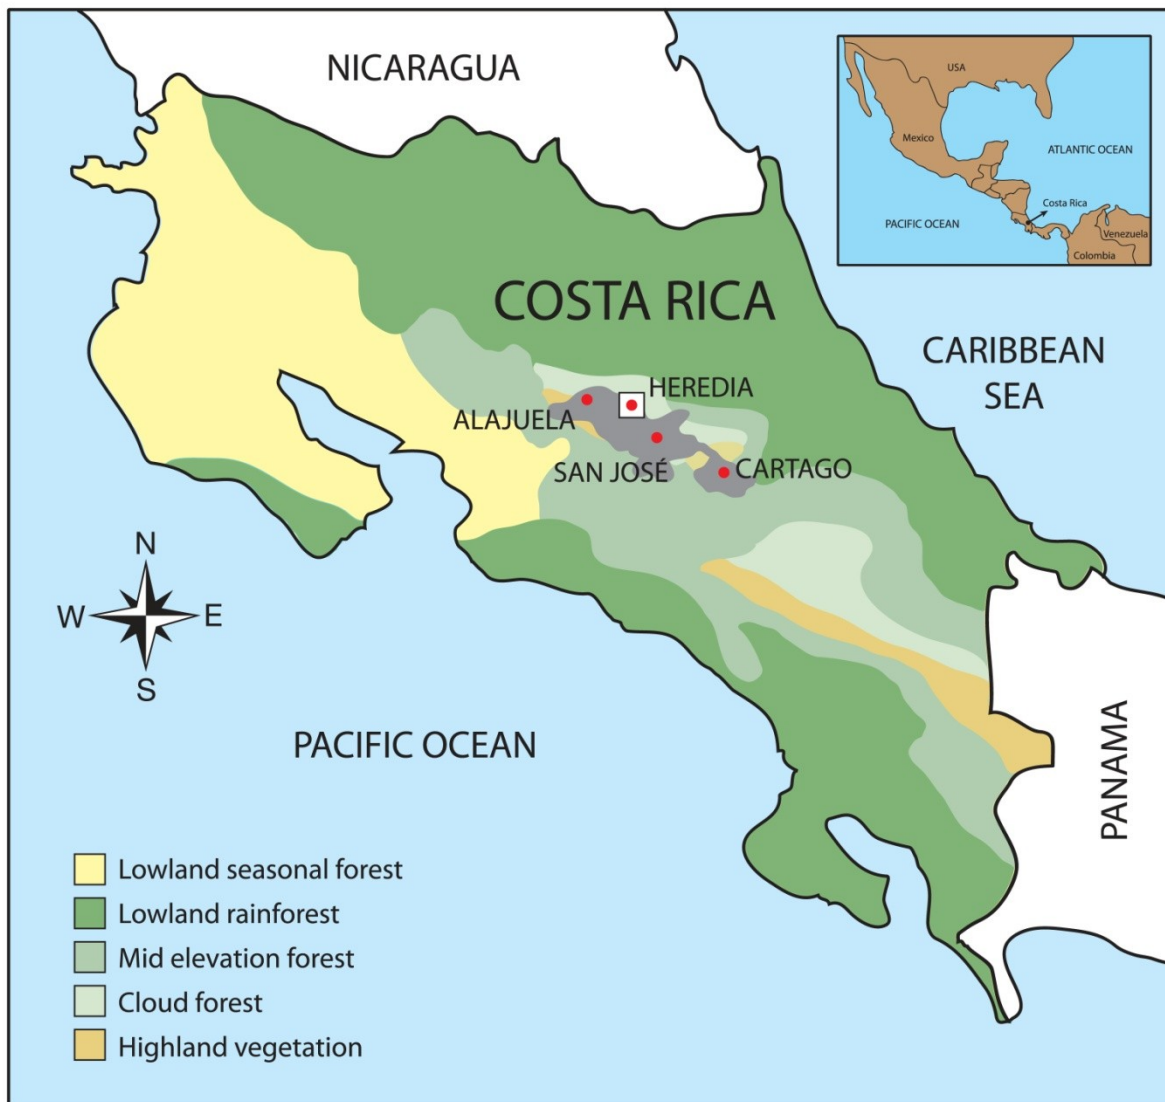 NICARAGUA
USA
Mexico
ATLANTIC OCEAN
Costa Rica
PACIFIC OCEAN
Venezuela
Colombia
COSTA RICA
CARIBBEAN
SEA
HEREDIA
ALAJUELA
SAN JOSÉ
CARTAGO
N
W
E
S
PACIFIC OCEAN
PANAMA
Lowland seasonal forest
Lowland rainforest
Mid elevation forest
Cloud forest
Highland vegetation